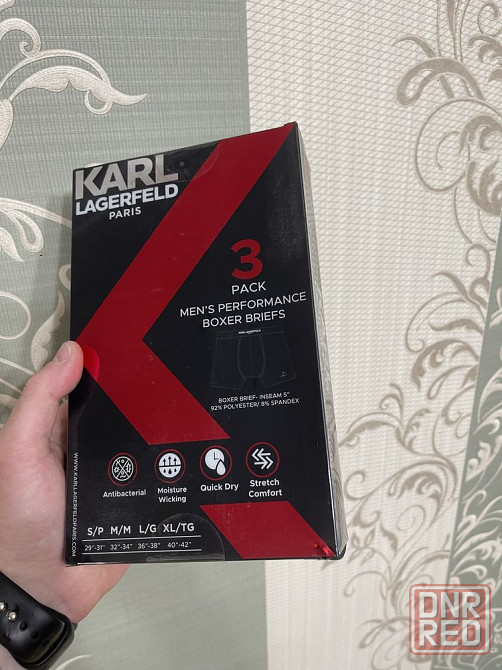 KARL
LAGERFELD
PARIS
3
PACK
MEN'S PERFORMANCE
BOXER BRIEFS
KARL LAGERFELD
BOXER BRIEF- INSEAM 5"
92% POLYESTER/ 8% SPANDEX
Antibacterial
Moisture
Wicking
Quick Dry
Stretch
Comfort
S/P M/M L/G XL/TG
29"-31" 32"-34" 36"-38" 40"-42"
WWW.KARLLAGERFELDPARIS.COM
DNR
RED